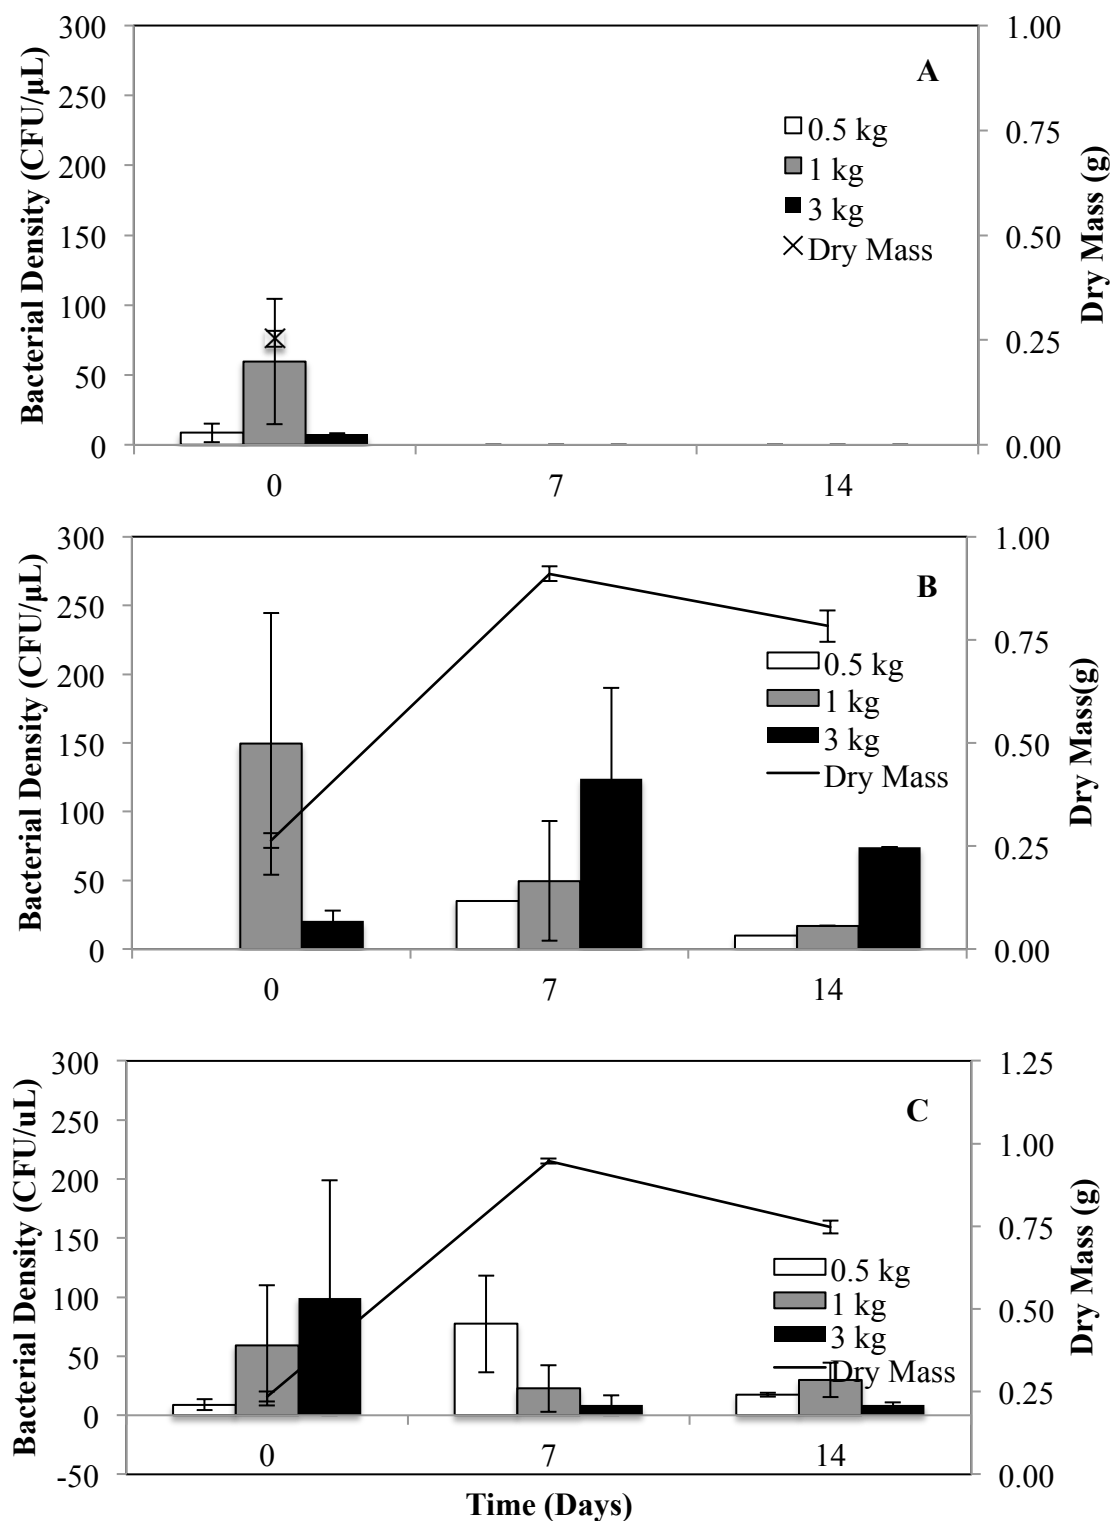 Bacterial Density (CFU/µL)
300
250
200
150
100
50
0
A
0.5 kg
1 kg
3 kg
Dry Mass
1.00
0.75
0.50
0.25
0.00
Dry Mass (g)
0 7 14
Bacterial Density (CFU/µL)
300
250
200
150
100
50
0
B
0.5 kg
1 kg
3 kg
Dry Mass
1.00
0.75
0.50
0.25
0.00
Dry Mass(g)
0 7 14
Bacterial Density (CFU/uL)
300
250
200
150
100
50
0
-50
C
0.5 kg
1 kg
3 kg
Dry Mass
1.25
1.00
0.75
0.50
0.25
0.00
Dry Mass (g)
0 7 14
Time (Days)